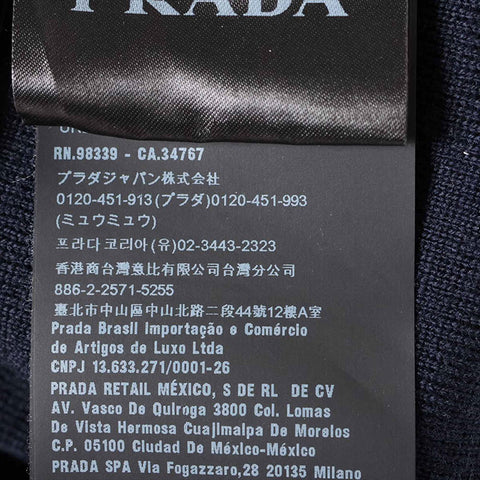 PRADA
RN.98339 - CA.34767
プラダジャパン株式会社
0120-451-913(プラダ)0120-451-993
(ミュウミュウ)
프라다코리아(유)02-3443-2323
香港商台灣意比有限公司台灣分公司
886-2-2571-5255
臺北市中山區中山北路二段44號12樓A室
Prada Brasil Importação e Comércio
de Artigos de Luxo Ltda
CNPJ 13.633.271/0001-26
PRADA RETAIL MÉXICO, S DE RL DE CV
AV. Vasco De Quiroga 3800 Col. Lomas
De Vista Hermosa Cuajimalpa De Morelos
C.P. 05100 Ciudad De México-México
PRADA SPA Via Fogazzaro,28 20135 Milano